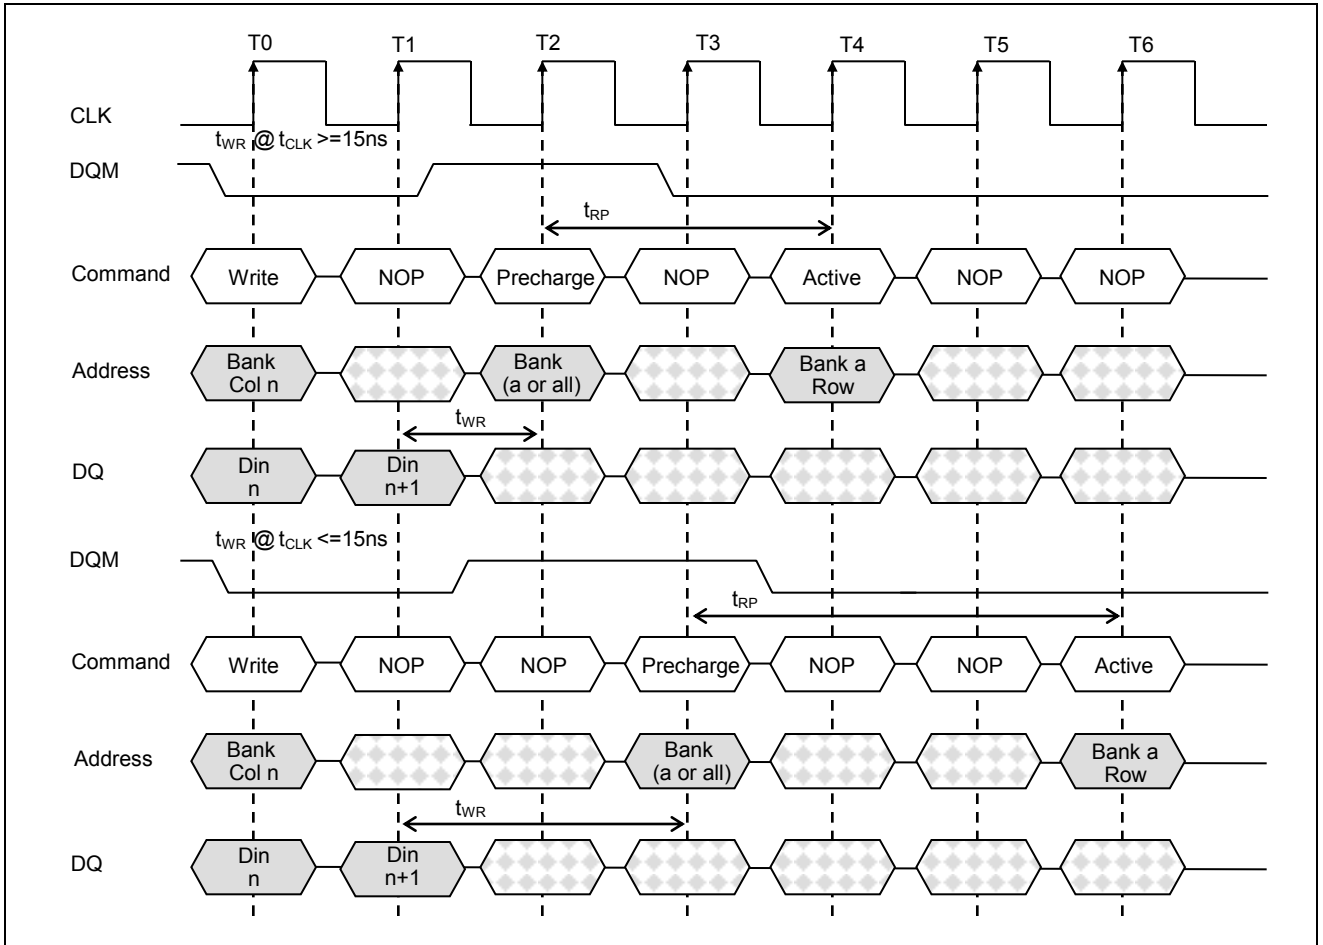 T0 T1 T2 T3 T4 T5 T6
CLK
tWR @ tCLK >=15ns
DQM
tRP
Command Write NOP Precharge NOP Active NOP NOP
Address Bank Col n Bank (a or all) Bank a Row
tWR
DQ Din n Din n+1
tWR @ tCLK <=15ns
DQM
tRP
Command Write NOP NOP Precharge NOP NOP Active
Address Bank Col n Bank (a or all) Bank a Row
tWR
DQ Din n Din n+1